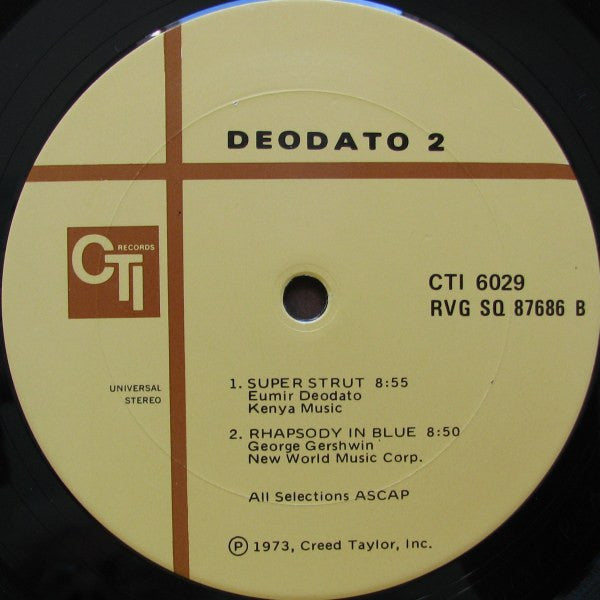 DEODATO 2
CTI RECORDS
CTI 6029
RVG SQ 87686 B
UNIVERSAL
STEREO
1. SUPER STRUT 8:55
Eumir Deodato
Kenya Music
2. RHAPSODY IN BLUE 8:50
George Gershwin
New World Music Corp.
All Selections ASCAP
Ⓟ 1973, Creed Taylor, Inc.